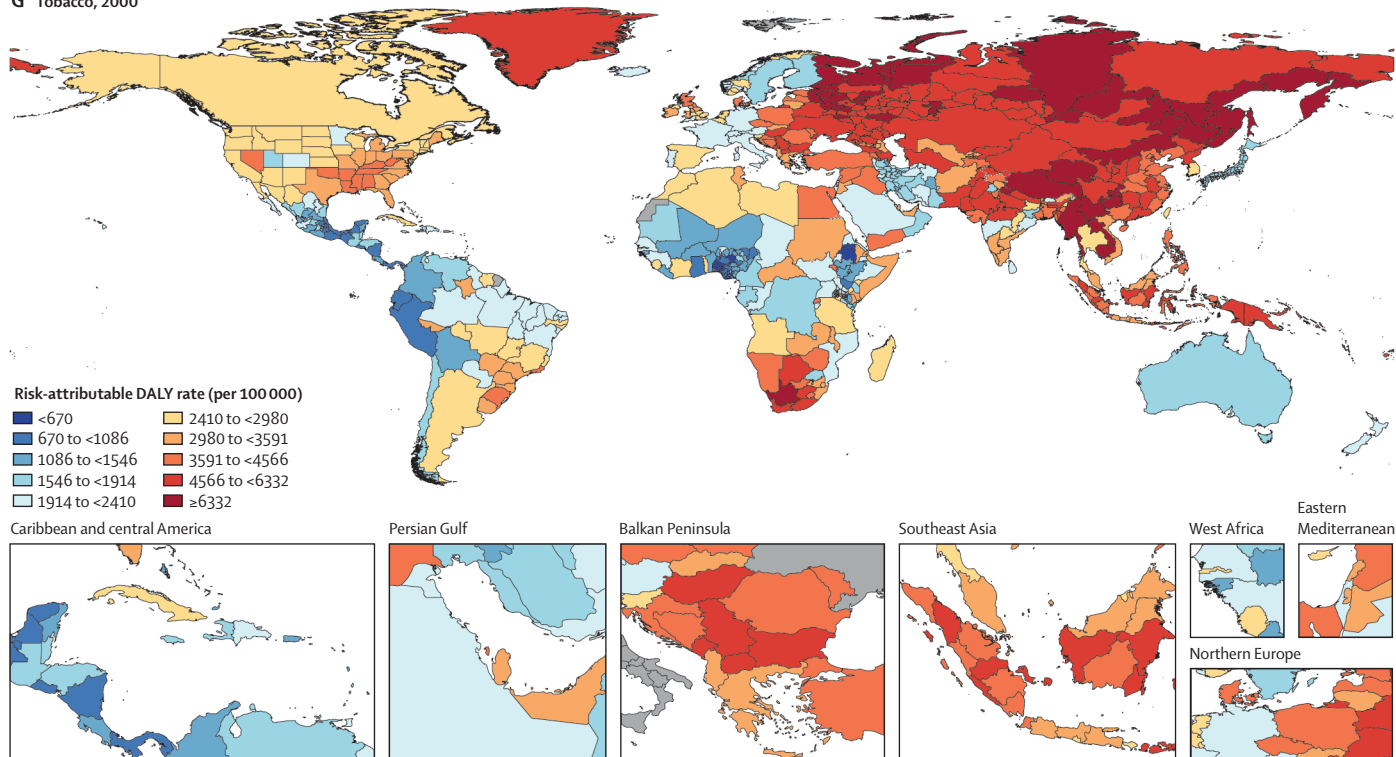 G Tobacco, 2000
Risk-attributable DALY rate (per 100 000)
<670
670 to <1086
1086 to <1546
1546 to <1914
1914 to <2410
2410 to <2980
2980 to <3591
3591 to <4566
4566 to <6332
≥6332
Caribbean and central America
Persian Gulf
Balkan Peninsula
Southeast Asia
West Africa
Eastern
Mediterranean
Northern Europe